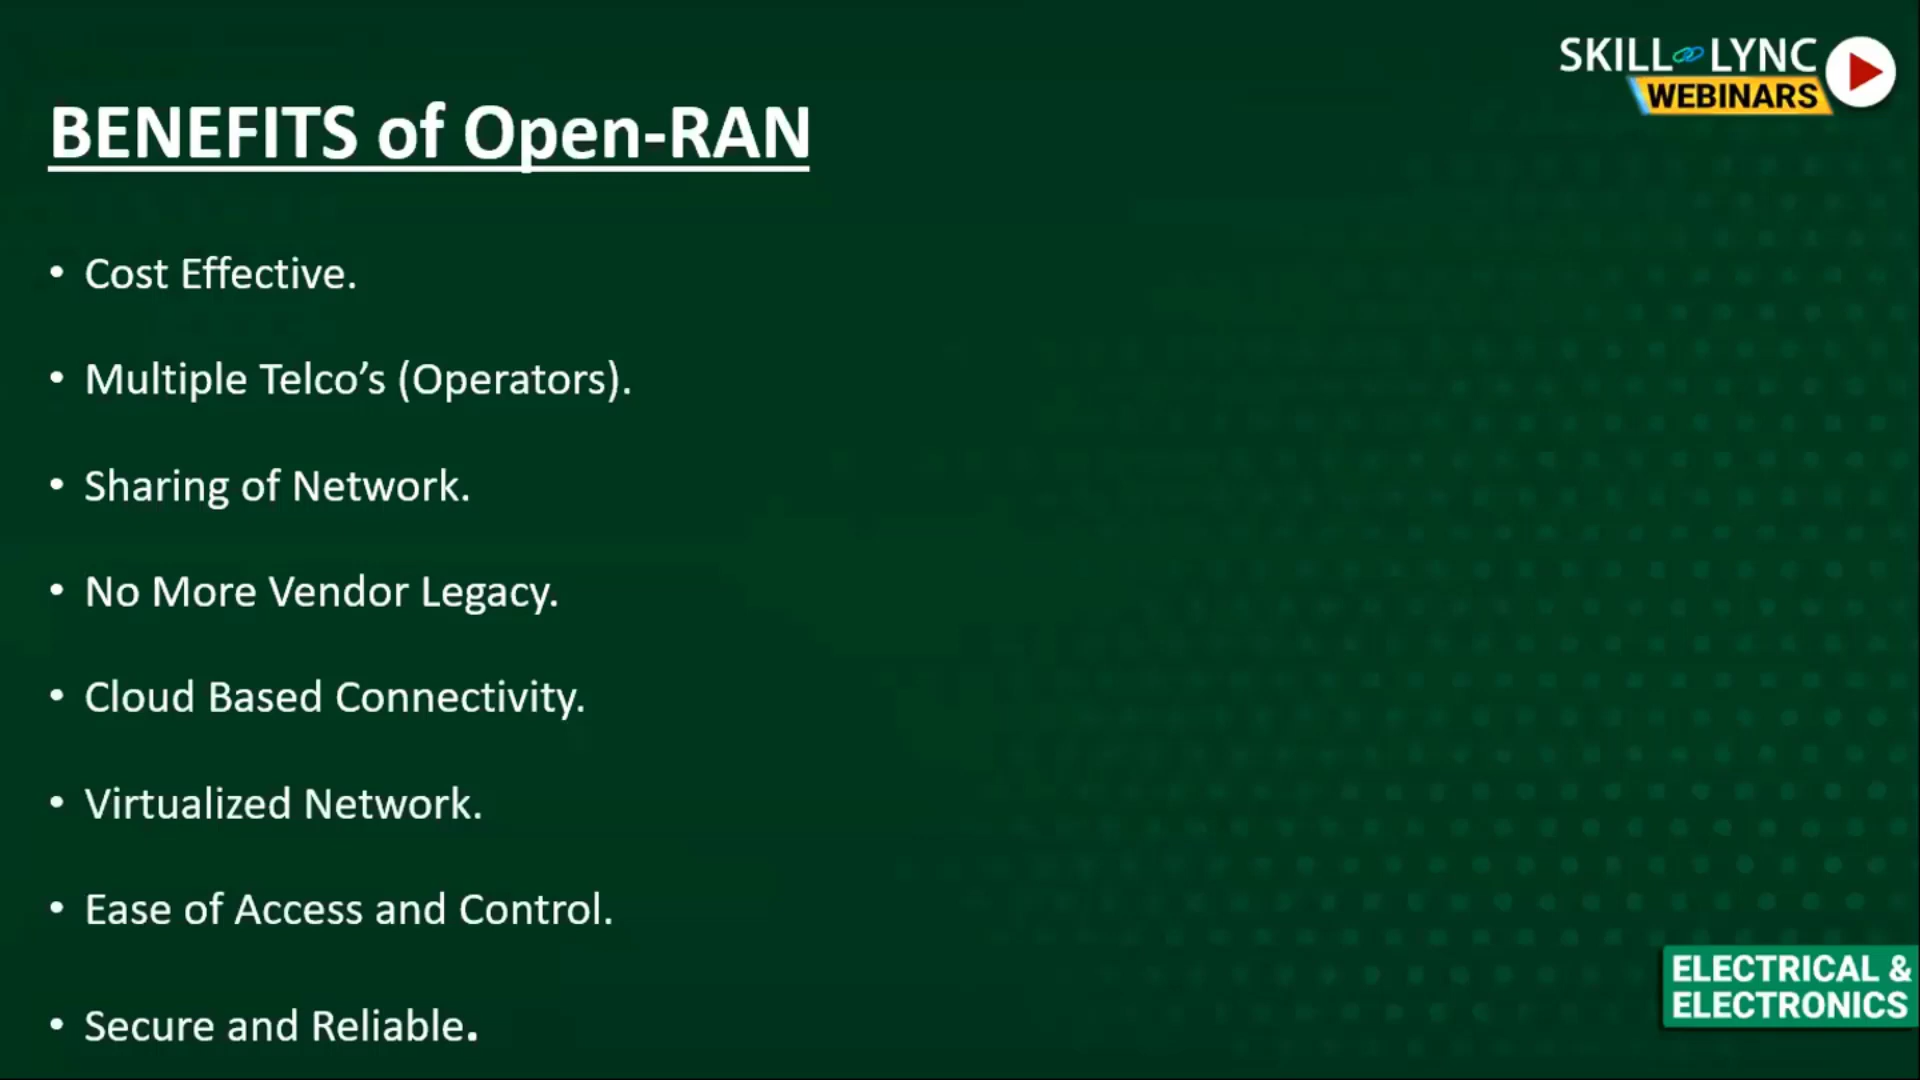 SKILL LYNC
WEBINARS
BENEFITS of Open-RAN
• Cost Effective.
• Multiple Telco’s (Operators).
• Sharing of Network.
• No More Vendor Legacy.
• Cloud Based Connectivity.
• Virtualized Network.
• Ease of Access and Control.
• Secure and Reliable.
ELECTRICAL &
ELECTRONICS